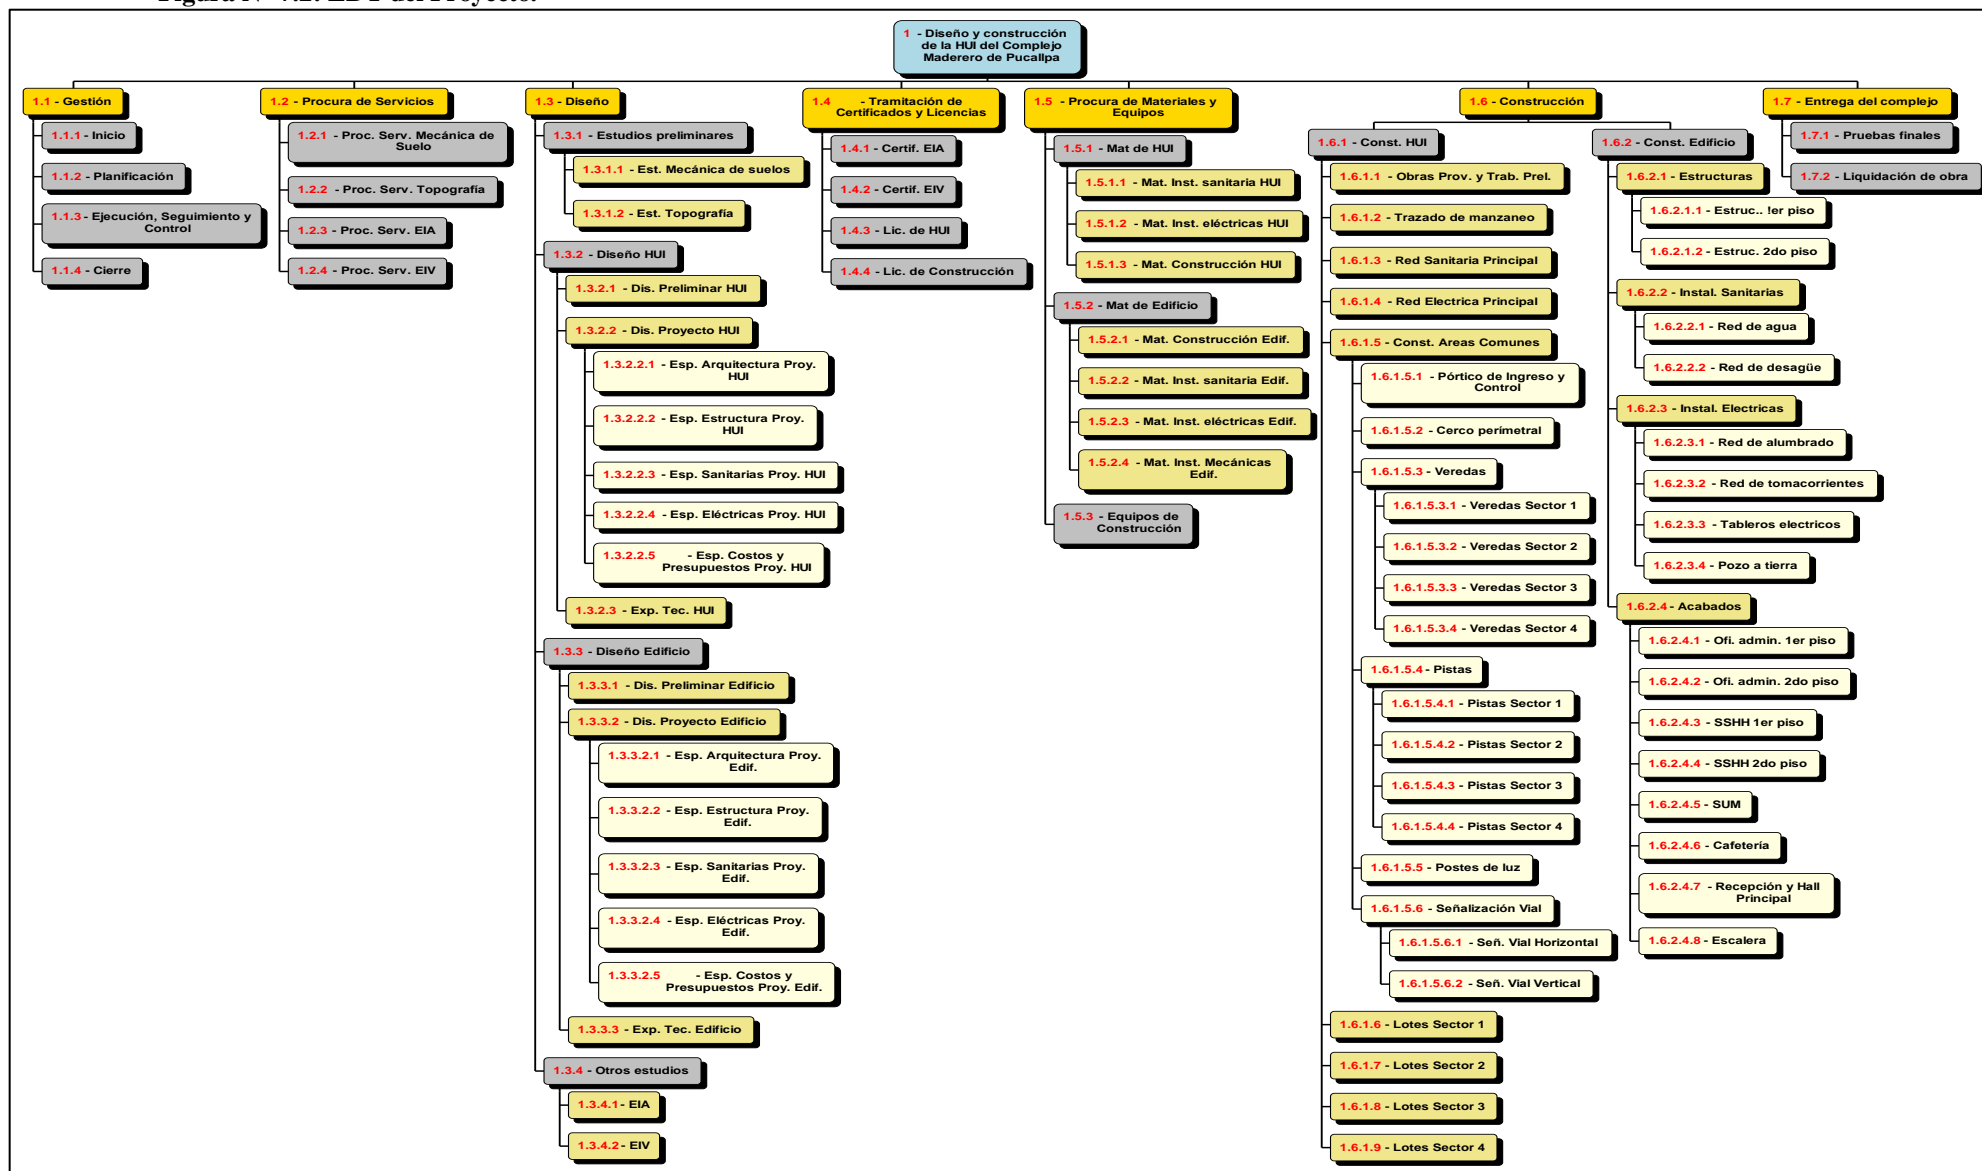 1 - Diseño y construcción
de la HUI del Complejo
Maderero de Pucallpa
1.1 - Gestión
1.1.1 - Inicio
1.1.2 - Planificación
1.1.3 - Ejecución, Seguimiento y
Control
1.1.4 - Cierre
1.2 - Procura de Servicios
1.2.1 - Proc. Serv. Mecánica de
Suelo
1.2.2 - Proc. Serv. Topografía
1.2.3 - Proc. Serv. EIA
1.2.4 - Proc. Serv. EIV
1.3 - Diseño
1.3.1 - Estudios preliminares
1.3.1.1 - Est. Mecánica de suelos
1.3.1.2 - Est. Topografía
1.3.2 - Diseño HUI
1.3.2.1 - Dis. Preliminar HUI
1.3.2.2 - Dis. Proyecto HUI
1.3.2.2.1 - Esp. Arquitectura Proy.
HUI
1.3.2.2.2 - Esp. Estructura Proy.
HUI
1.3.2.2.3 - Esp. Sanitarias Proy. HUI
1.3.2.2.4 - Esp. Eléctricas Proy. HUI
1.3.2.2.5 - Esp. Costos y
Presupuestos Proy. HUI
1.3.2.3 - Exp. Tec. HUI
1.3.3 - Diseño Edificio
1.3.3.1 - Dis. Preliminar Edificio
1.3.3.2 - Dis. Proyecto Edificio
1.3.3.2.1 - Esp. Arquitectura Proy.
Edif.
1.3.3.2.2 - Esp. Estructura Proy.
Edif.
1.3.3.2.3 - Esp. Sanitarias Proy.
Edif.
1.3.3.2.4 - Esp. Eléctricas Proy.
Edif.
1.3.3.2.5 - Esp. Costos y
Presupuestos Proy. Edif.
1.3.3.3 - Exp. Tec. Edificio
1.3.4 - Otros estudios
1.3.4.1 - EIA
1.3.4.2 - EIV
1.4 - Tramitación de
Certificados y Licencias
1.4.1 - Certif. EIA
1.4.2 - Certif. EIV
1.4.3 - Lic. de HUI
1.4.4 - Lic. de Construcción
1.5 - Procura de Materiales y
Equipos
1.5.1 - Mat de HUI
1.5.1.1 - Mat. Inst. sanitaria HUI
1.5.1.2 - Mat. Inst. eléctricas HUI
1.5.1.3 - Mat. Construcción HUI
1.5.2 - Mat de Edificio
1.5.2.1 - Mat. Construcción Edif.
1.5.2.2 - Mat. Inst. sanitaria Edif.
1.5.2.3 - Mat. Inst. eléctricas Edif.
1.5.2.4 - Mat. Inst. Mecánicas
Edif.
1.5.3 - Equipos de
Construcción
1.6 - Construcción
1.6.1 - Const. HUI
1.6.1.1 - Obras Prov. y Trab. Prel.
1.6.1.2 - Trazado de manzaneo
1.6.1.3 - Red Sanitaria Principal
1.6.1.4 - Red Electrica Principal
1.6.1.5 - Const. Areas Comunes
1.6.1.5.1 - Pórtico de Ingreso y
Control
1.6.1.5.2 - Cerco perímetral
1.6.1.5.3 - Veredas
1.6.1.5.3.1 - Veredas Sector 1
1.6.1.5.3.2 - Veredas Sector 2
1.6.1.5.3.3 - Veredas Sector 3
1.6.1.5.3.4 - Veredas Sector 4
1.6.1.5.4 - Pistas
1.6.1.5.4.1 - Pistas Sector 1
1.6.1.5.4.2 - Pistas Sector 2
1.6.1.5.4.3 - Pistas Sector 3
1.6.1.5.4.4 - Pistas Sector 4
1.6.1.5.5 - Postes de luz
1.6.1.5.6 - Señalización Vial
1.6.1.5.6.1 - Señ. Vial Horizontal
1.6.1.5.6.2 - Señ. Vial Vertical
1.6.1.6 - Lotes Sector 1
1.6.1.7 - Lotes Sector 2
1.6.1.8 - Lotes Sector 3
1.6.1.9 - Lotes Sector 4
1.6.2 - Const. Edificio
1.6.2.1 - Estructuras
1.6.2.1.1 - Estruc.. !er piso
1.6.2.1.2 - Estruc. 2do piso
1.6.2.2 - Instal. Sanitarias
1.6.2.2.1 - Red de agua
1.6.2.2.2 - Red de desagüe
1.6.2.3 - Instal. Electricas
1.6.2.3.1 - Red de alumbrado
1.6.2.3.2 - Red de tomacorrientes
1.6.2.3.3 - Tableros electricos
1.6.2.3.4 - Pozo a tierra
1.6.2.4 - Acabados
1.6.2.4.1 - Ofi. admin. 1er piso
1.6.2.4.2 - Ofi. admin. 2do piso
1.6.2.4.3 - SSHH 1er piso
1.6.2.4.4 - SSHH 2do piso
1.6.2.4.5 - SUM
1.6.2.4.6 - Cafetería
1.6.2.4.7 - Recepción y Hall
Principal
1.6.2.4.8 - Escalera
1.7 - Entrega del complejo
1.7.1 - Pruebas finales
1.7.2 - Liquidación de obra